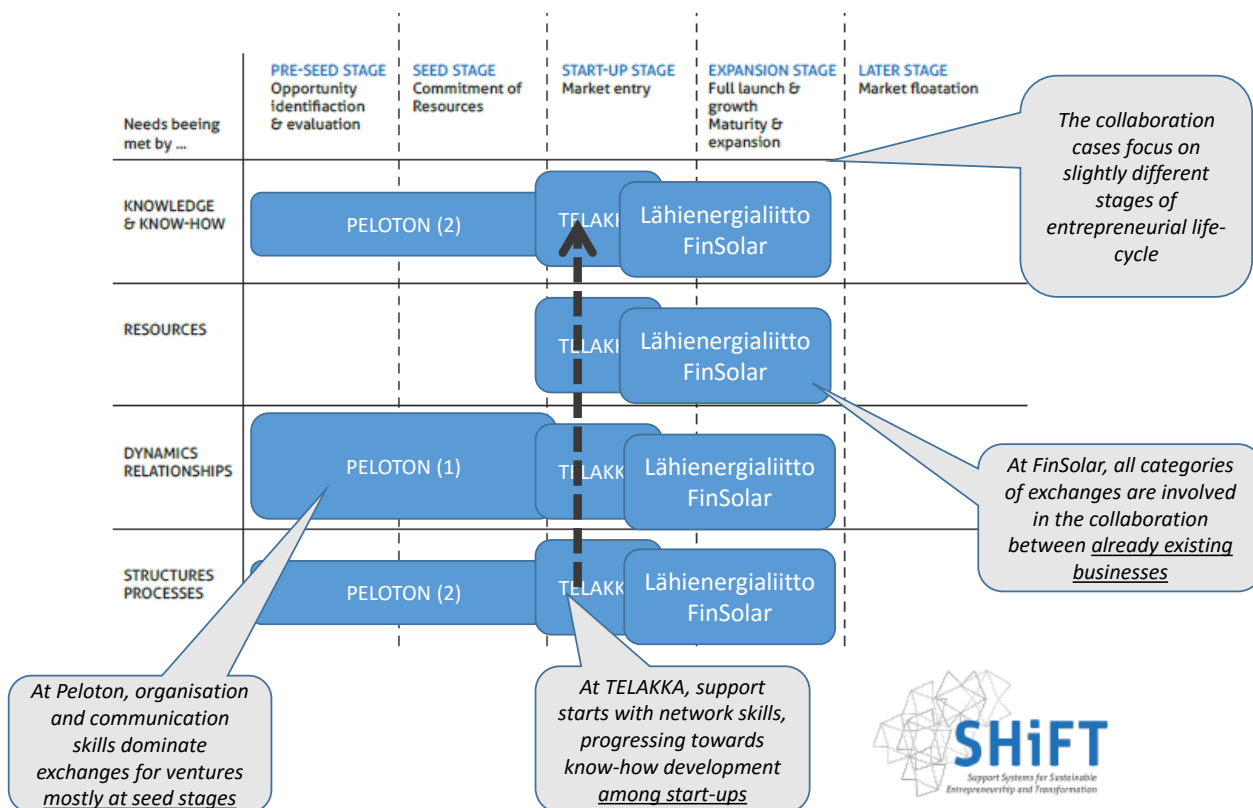 PRE-SEED STAGE
Opportunity
identifiaction
& evaluation
SEED STAGE
Commitment of
Resources
START-UP STAGE
Market entry
EXPANSION STAGE
Full launch &
growth
Maturity &
expansion
LATER STAGE
Market floatation
Needs beeing
met by ...
The collaboration
cases focus on
slightly different
stages of
entrepreneurial life-
cycle
KNOWLEDGE
& KNOW-HOW
PELOTON (2)
TELAKK
Lähienergialiitto
FinSolar
RESOURCES
TELAKK
Lähienergialiitto
FinSolar
DYNAMICS
RELATIONSHIPS
PELOTON (1)
TELAKK
Lähienergialiitto
FinSolar
At FinSolar, all categories
of exchanges are involved
in the collaboration
between already existing
businesses
STRUCTURES
PROCESSES
PELOTON (2)
TELAKK
Lähienergialiitto
FinSolar
At Peloton, organisation
and communication
skills dominate
exchanges for ventures
mostly at seed stages
At TELAKKA, support
starts with network skills,
progressing towards
know-how development
among start-ups
SHiFT
Support Systems for Sustainable
Entrepreneurship and Transformation